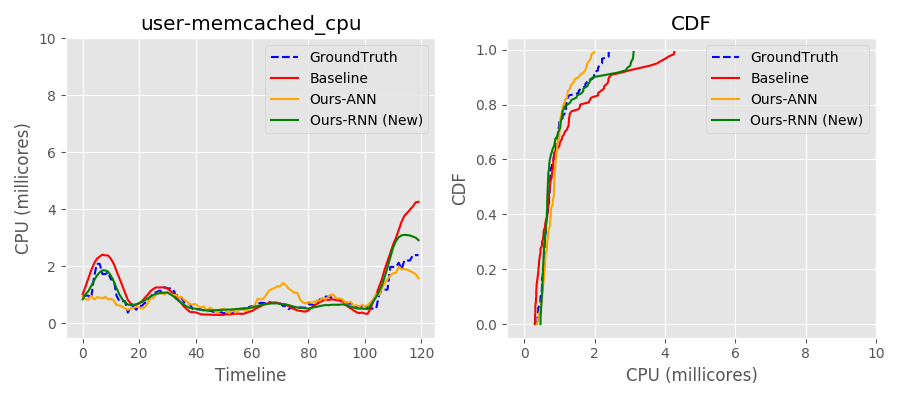 user-memcached_cpu
CPU (millicores)
10
8
6
4
2
0
GroundTruth
Baseline
Ours-ANN
Ours-RNN (New)
0 20 40 60 80 100 120
Timeline
CDF
CDF
1.0
0.8
0.6
0.4
0.2
0.0
GroundTruth
Baseline
Ours-ANN
Ours-RNN (New)
0 2 4 6 8 10
CPU (millicores)